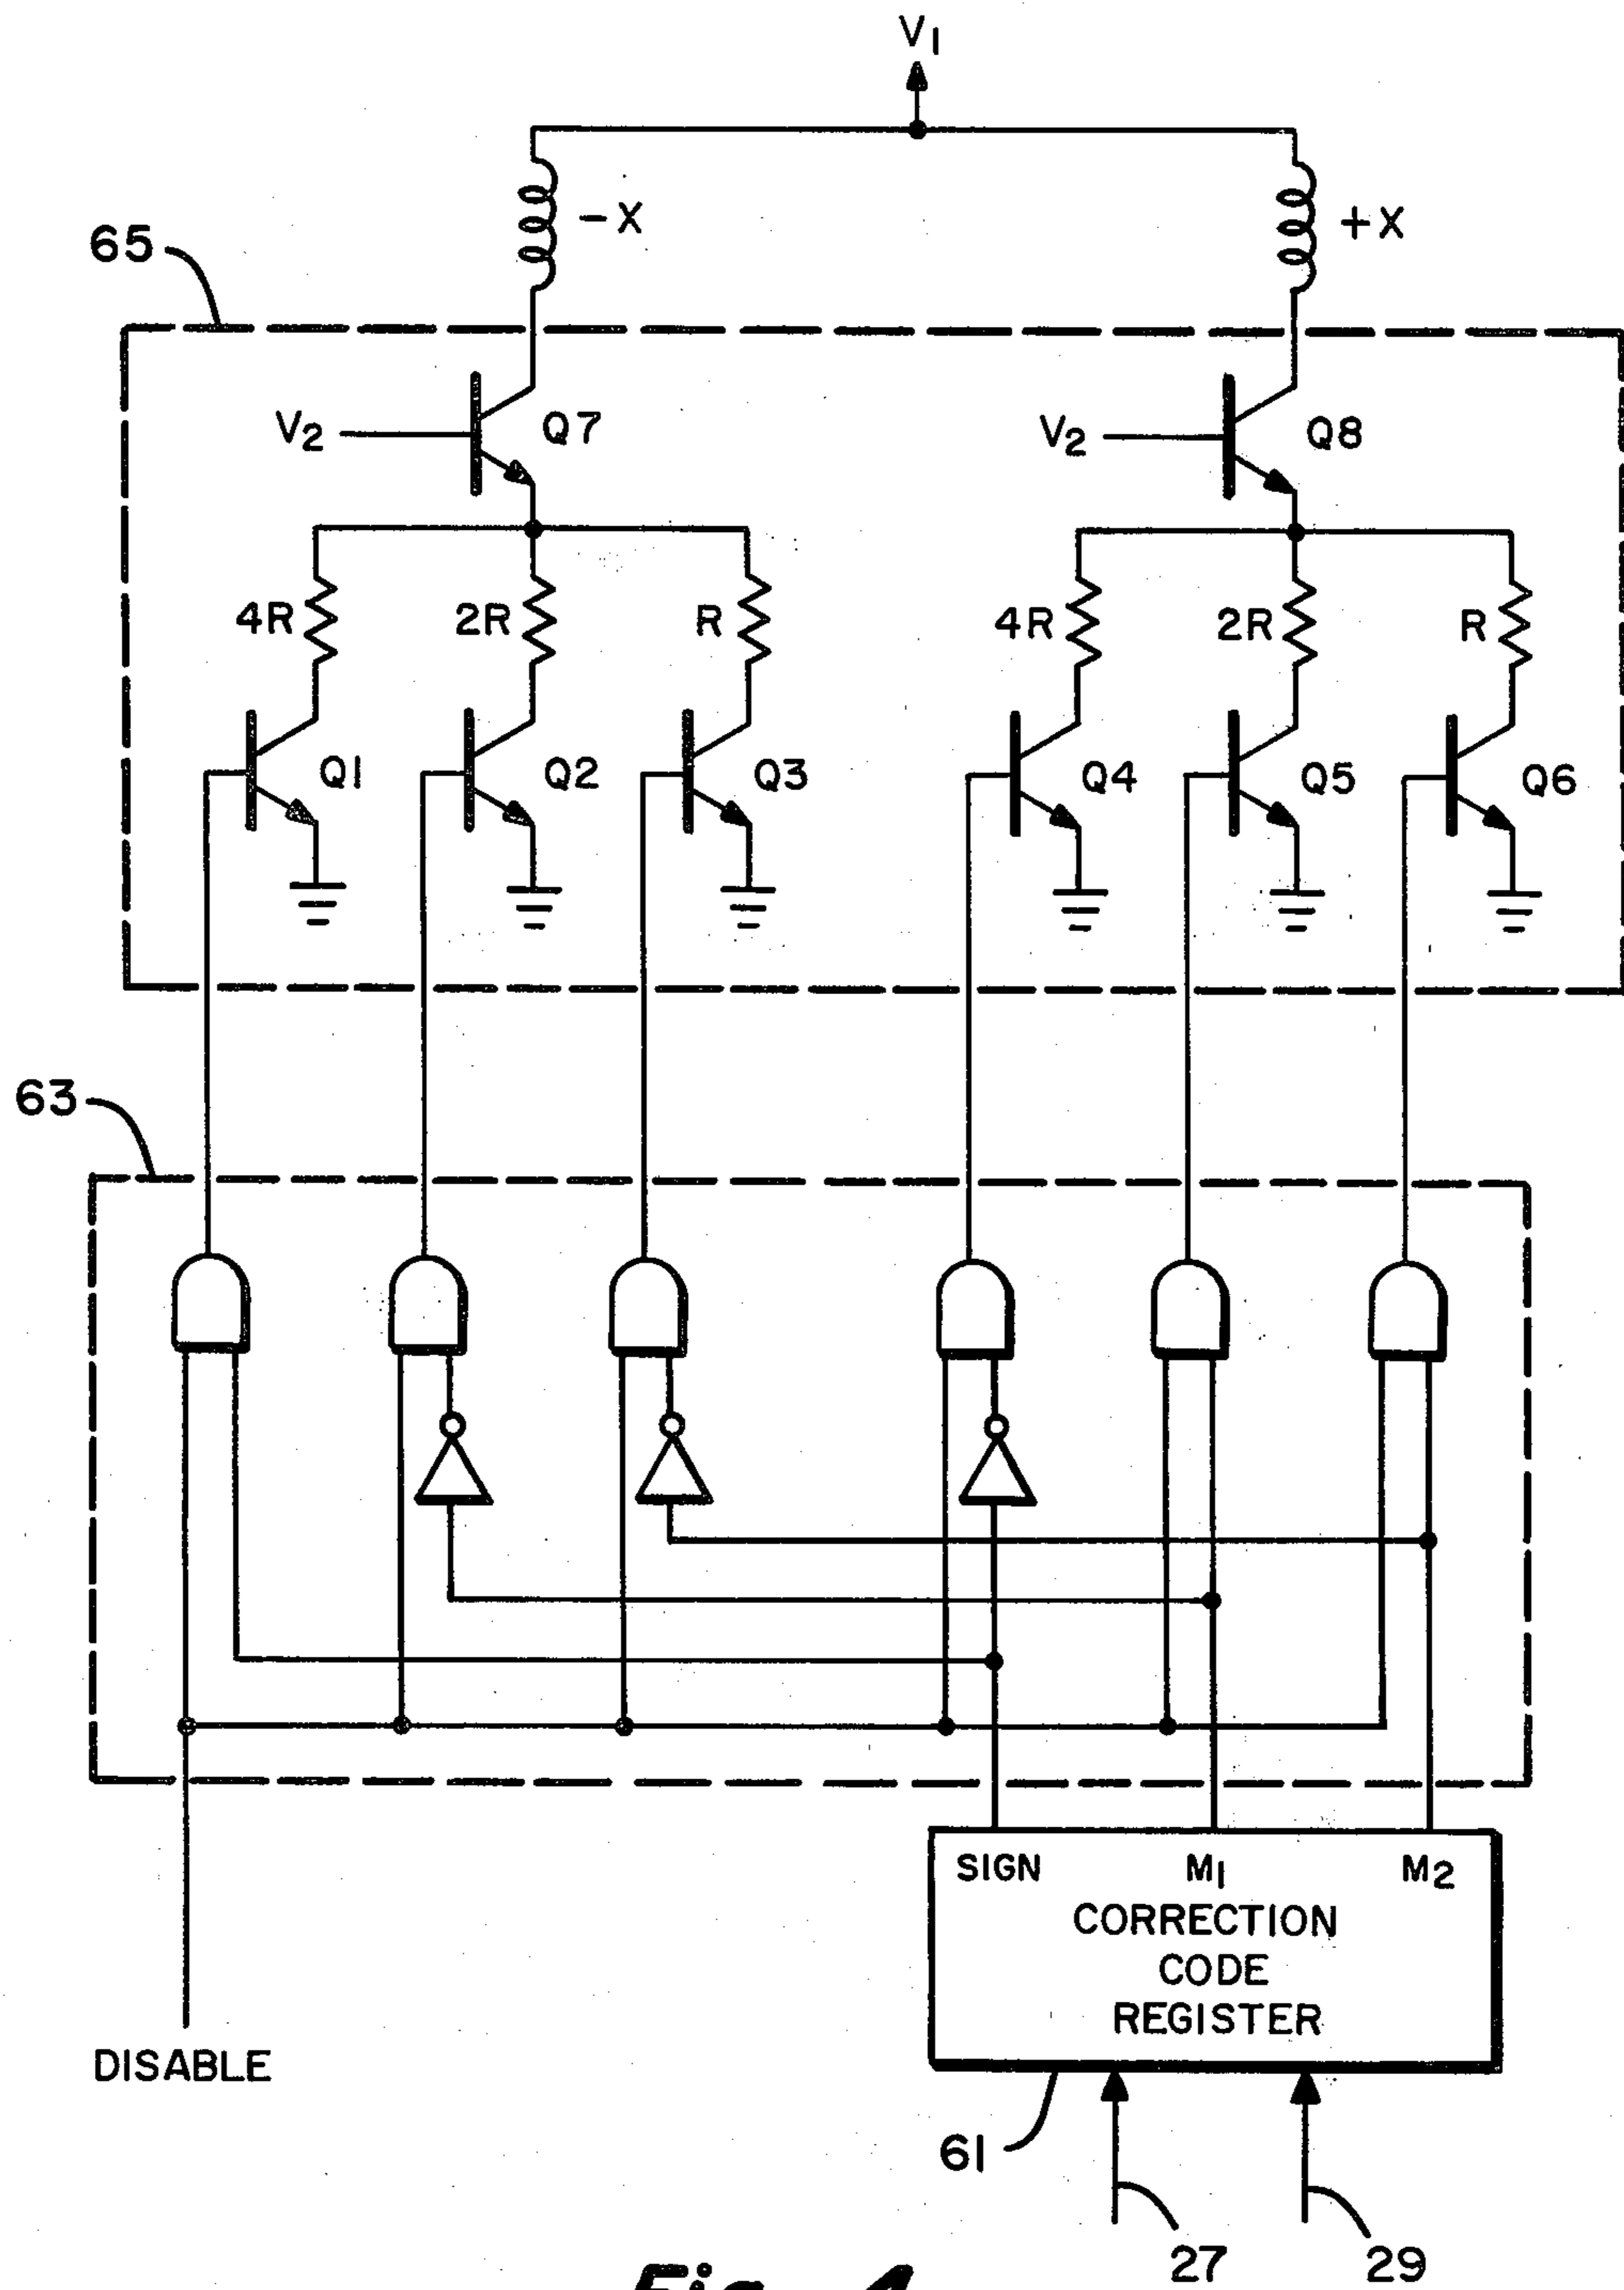 V1
-X
+X
65
V2
Q7
V2
Q8
4R
2R
R
4R
2R
R
Q1
Q2
Q3
Q4
Q5
Q6
63
SIGN
M1
M2
CORRECTION
CODE
REGISTER
DISABLE
61
27
29